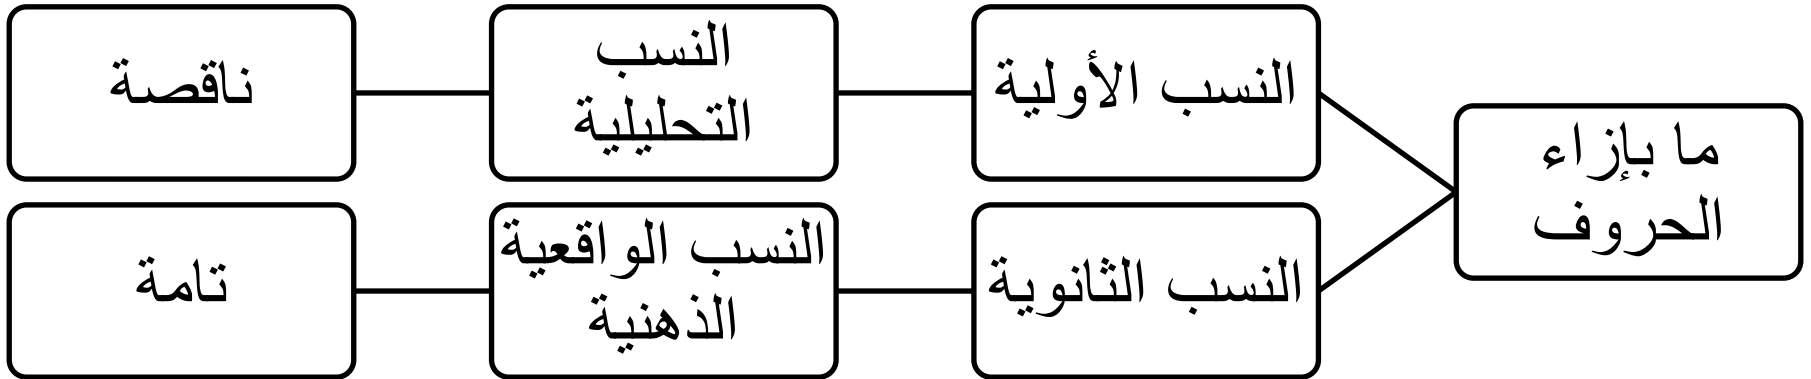 ما بإزاء
الحروف
النسب الأولية
النسب
التحليلية
ناقصة
النسب الثانوية
النسب الواقعية
الذهنية
تامة